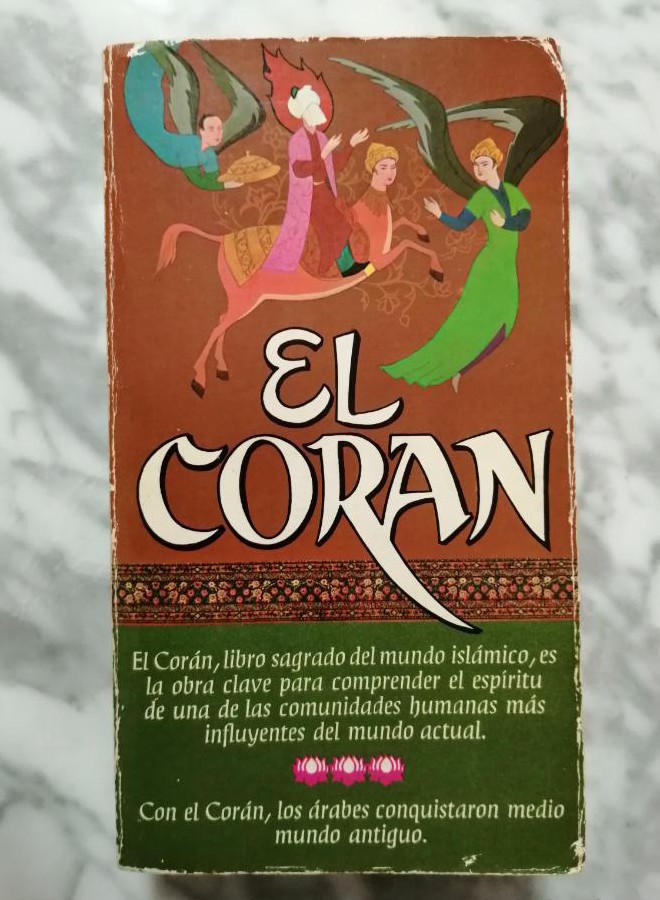 EL
CORAN
El Corán, libro sagrado del mundo islámico, es
la obra clave para comprender el espíritu
de una de las comunidades humanas más
influyentes del mundo actual.
Con el Corán, los árabes conquistaron medio
mundo antiguo.